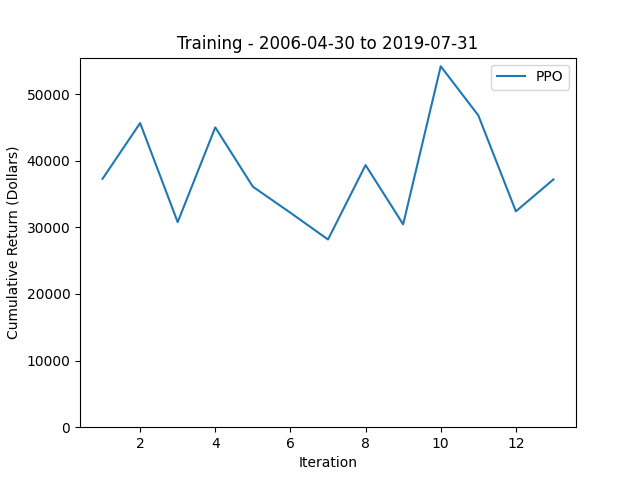 Training - 2006-04-30 to 2019-07-31
PPO
Cumulative Return (Dollars)
50000
40000
30000
20000
10000
0
2 4 6 8 10 12
Iteration